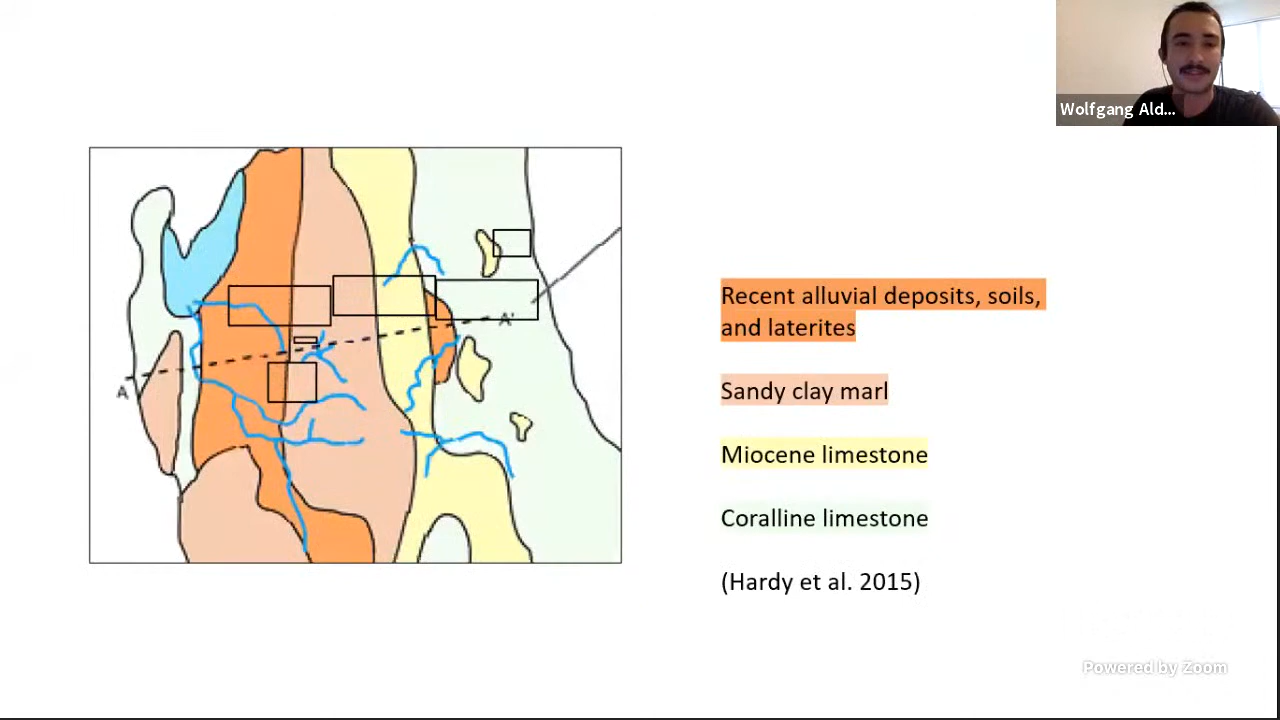 Wolfgang Ald...
A'
A
Recent alluvial deposits, soils,
and laterites
Sandy clay marl
Miocene limestone
Coralline limestone
(Hardy et al. 2015)
Powered by Zoom